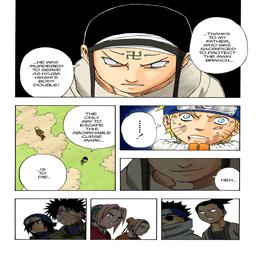 ...THANKS
TO MY
FATHER,
WHO WAS
SACRIFICED
TO PROTECT
THE MAIN
BRANCH...
...HE WAS
MURDERED
TO SERVE
AS HYUGA
HIASHI'S
BODY
DOUBLE!
THE
ONLY
WAY TO
ESCAPE
THIS
ABOMINABLE
CURSE
MARK...
......!
...IS
TO
DIE.
HEH...